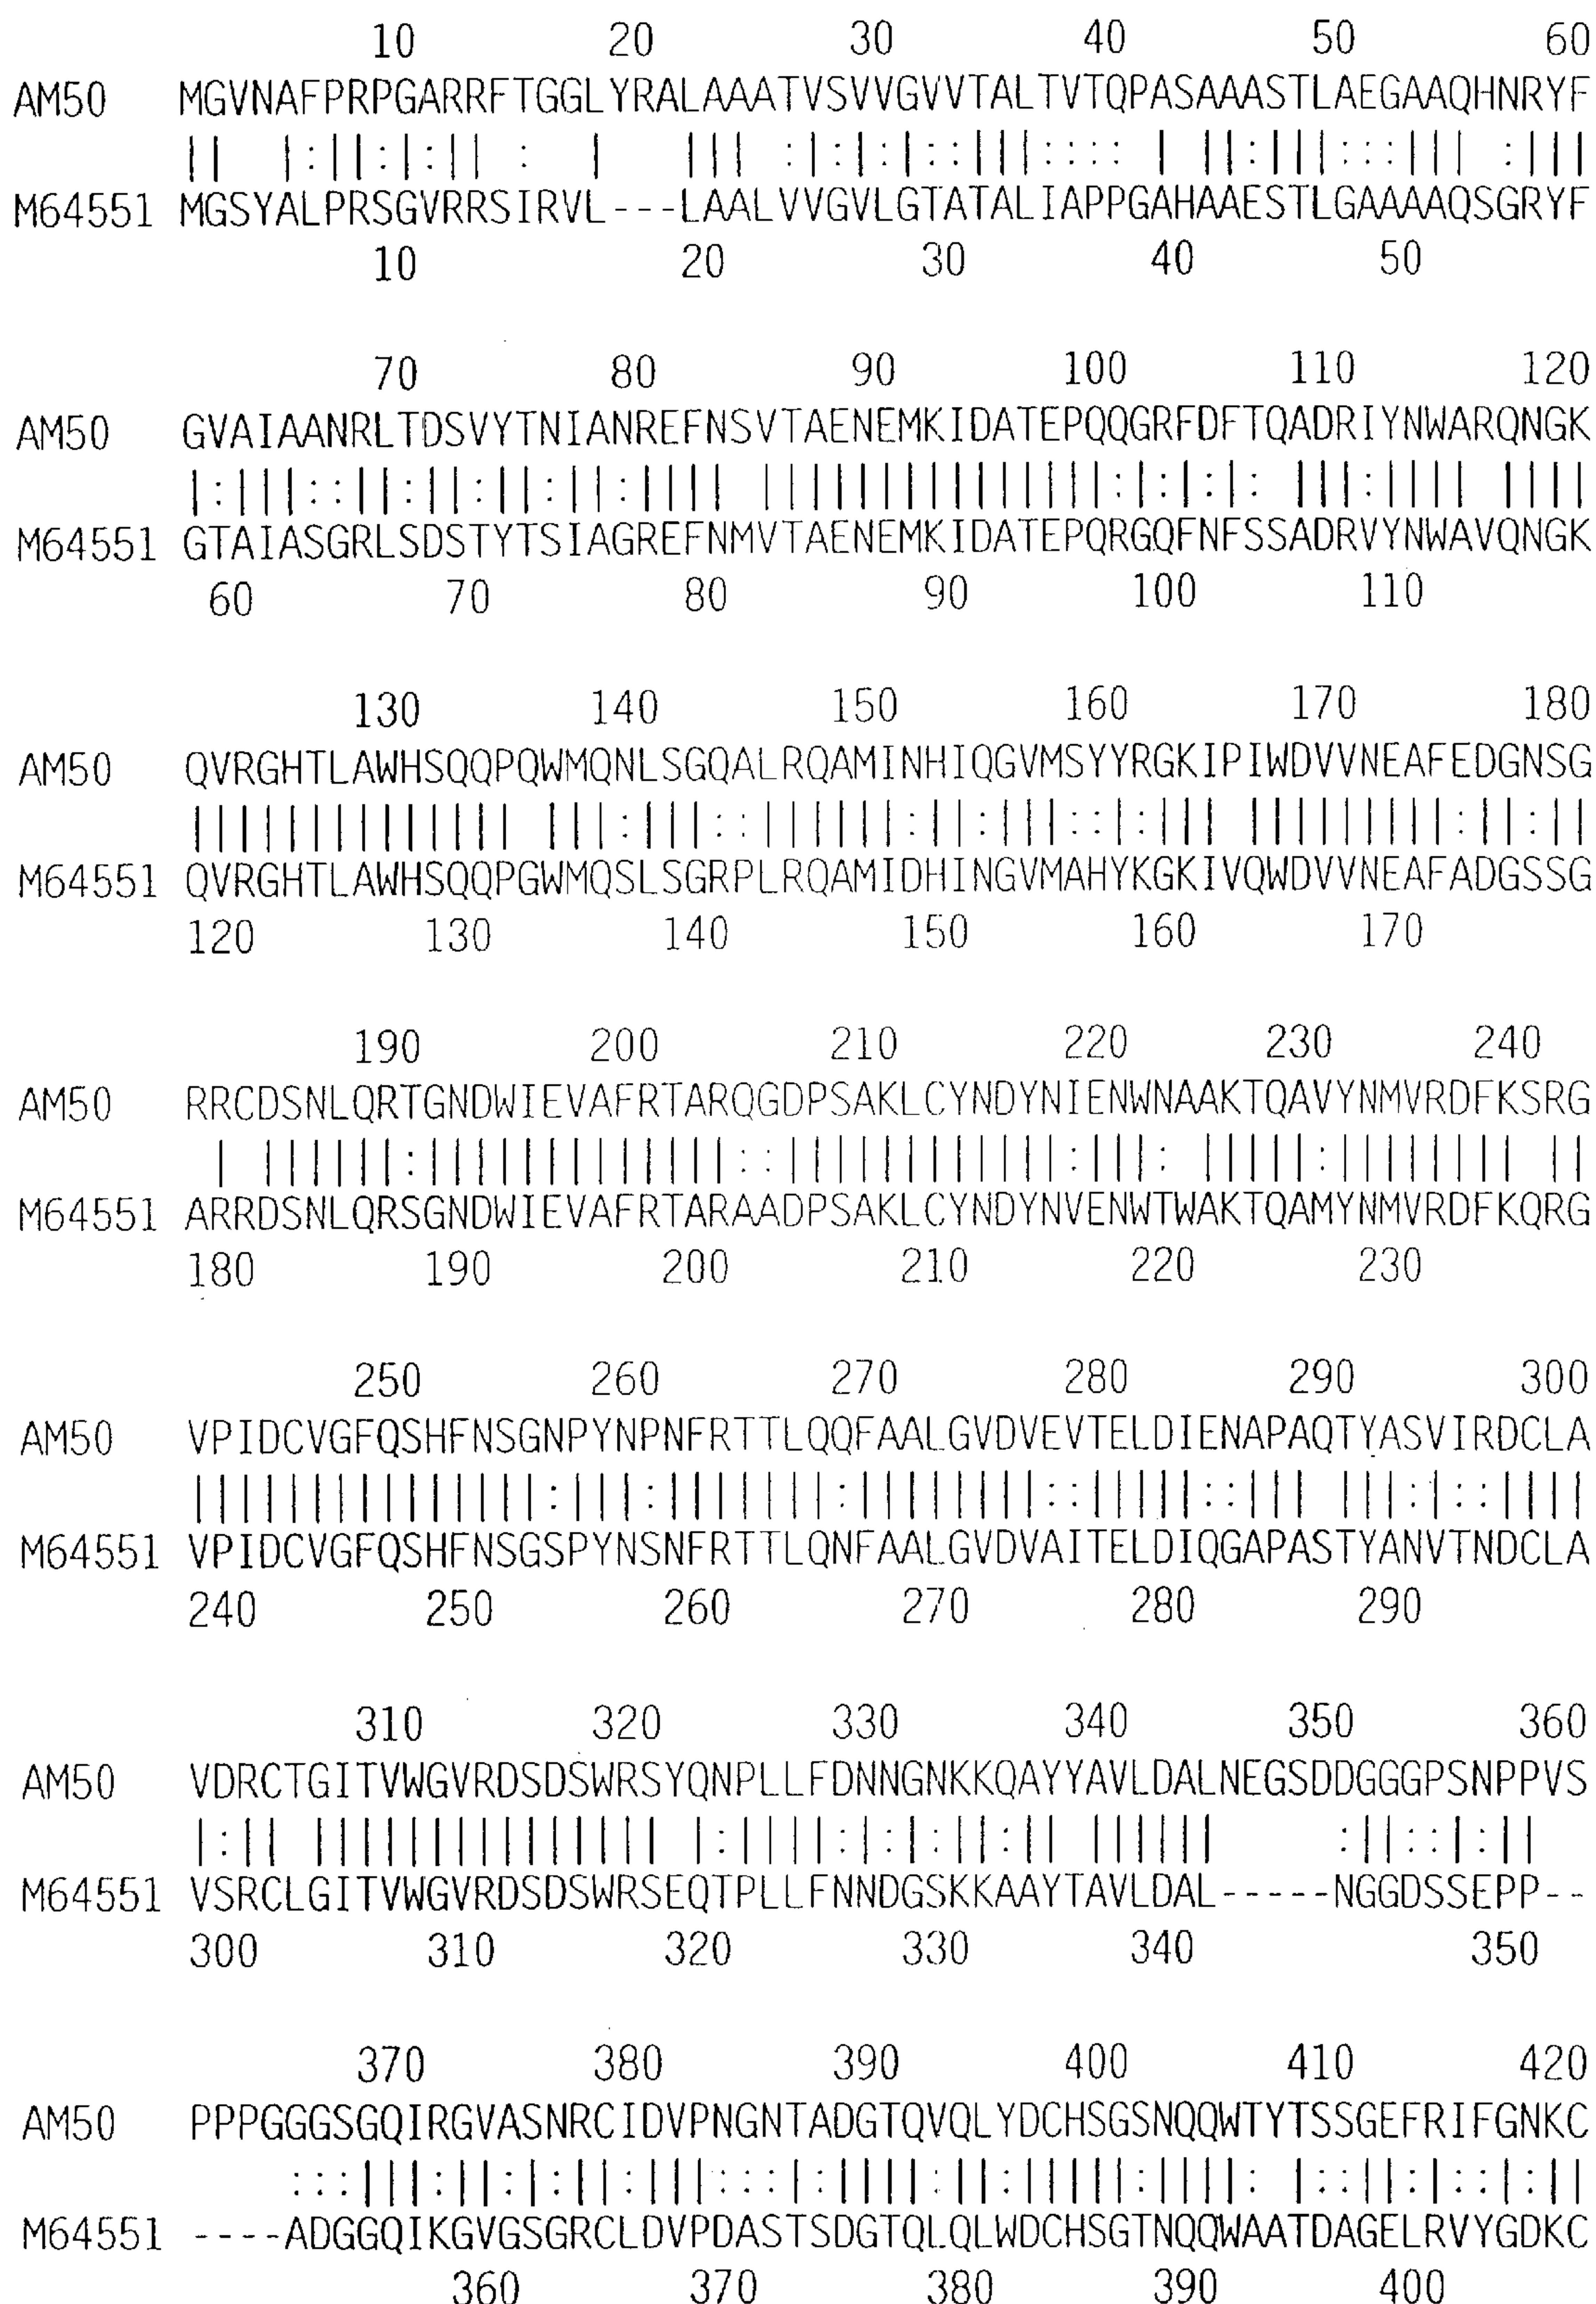 10 20 30 40 50 60
AM50 MGVNAFPRPGARRFTGGLYRALAAATVSVVGVVTALTVTQPASAAASTLAEGAAQHNRYF
|| |:||:|:|| : | ||| :|:|:|::|||:::: | ||:|||:::||| :|||
M64551 MGSYALPRSGVRRSIRVL---LAALVVGVLGTATALIAPPGAHAAESTLGAAAAQSGRYF
10 20 30 40 50
70 80 90 100 110 120
AM50 GVAIAANRLTDSVYTNIANREFNSVTAENEMKIDATEPQQGRFDFTQADRIYNWARQNGK
|:|||::||:||:||:||:|||| |||||||||||||||:|:|:|: |||:|||| ||||
M64551 GTAIASGRLSDSTYTSIAGREFNMVTAENEMKIDATEPQRGQFNFSSADRVYNWAVQNGK
60 70 80 90 100 110
130 140 150 160 170 180
AM50 QVRGHTLAWHSQQPQWMQNLSGQALRQAMINHIQGVMSYYRGKIPIWDVVNEAFEDGNSG
|||||||||||||| |||:|||::||||||:||:|||::|:||| |||||||||:||:||
M64551 QVRGHTLAWHSQQPGWMQSLSGRPLRQAMIDHINGVMAHYKGKIVQWDVVNEAFADGSSG
120 130 140 150 160 170
190 200 210 220 230 240
AM50 RRCDSNLQRTGNDWIEVAFRTARQGDPSAKLCYNDYNIENWNAAKTQAVYNMVRDFKSRG
| ||||||:|||||||||||||::||||||||||||:|||: |||||:|||||||| ||
M64551 ARRDSNLQRSGNDWIEVAFRTARAADPSAKLCYNDYNVENWTWAKTQAMYNMVRDFKQRG
180 190 200 210 220 230
250 260 270 280 290 300
AM50 VPIDCVGFQSHFNSGNPYNPNFRTTLQQFAALGVDVEVTELDIENAPAQTYASVIRDCLA
|||||||||||||||:|||:|||||||:||||||||::|||||::||| |||:|::||||
M64551 VPIDCVGFQSHFNSGSPYNSNFRTTLQNFAALGVDVAITELDIQGAPASTYANVTNDCLA
240 250 260 270 280 290
310 320 330 340 350 360
AM50 VDRCTGITVWGVRDSDSWRSYQNPLLFDNNGNKKQAYYAVLDALNEGSDDGGGPSNPPVS
|:|| ||||||||||||||| |:||||:|:|:||:|| |||||| :||::|:||
M64551 VSRCLGITVWGVRDSDSWRSEQTPLLFNNDGSKKAAYTAVLDAL-----NGGDSSEPP--
300 310 320 330 340 350
370 380 390 400 410 420
AM50 PPPGGGSGQIRGVASNRCIDVPNGNTADGTQVQLYDCHSGSNQQWTYTSSGEFRIFGNKC
:::|||:||:|:||:|||:::|:||||:||:|||||:||||: |::||:|::|:||
M64551 ----ADGGQIKGVGSGRCLDVPDASTSDGTQLQLWDCHSGTNQQWAATDAGELRVYGDKC
360 370 380 390 400